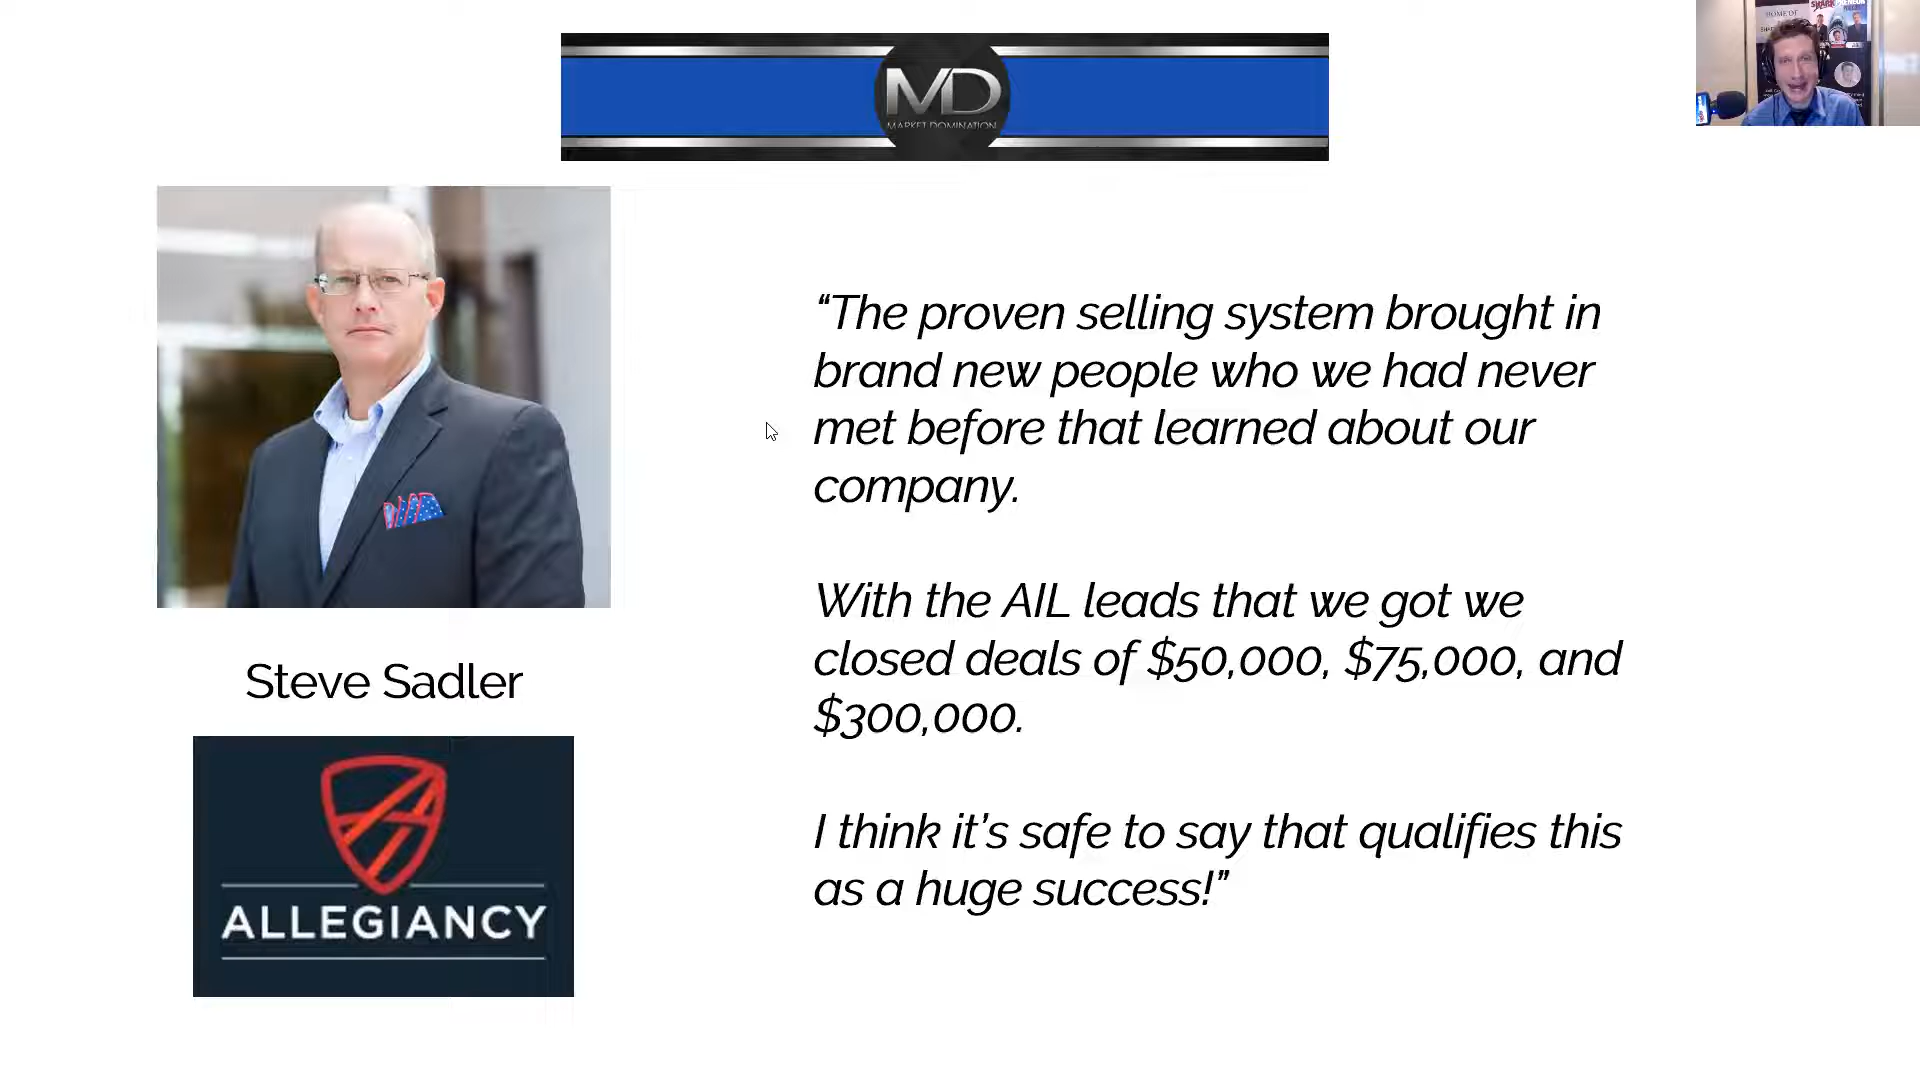 MD
MARKET DOMINATION
HOME OF
“The proven selling system brought in
brand new people who we had never
met before that learned about our
company.
With the AIL leads that we got we
closed deals of $50,000, $75,000, and
$300,000.
I think it’s safe to say that qualifies this
as a huge success!”
Steve Sadler
ALLEGIANCY